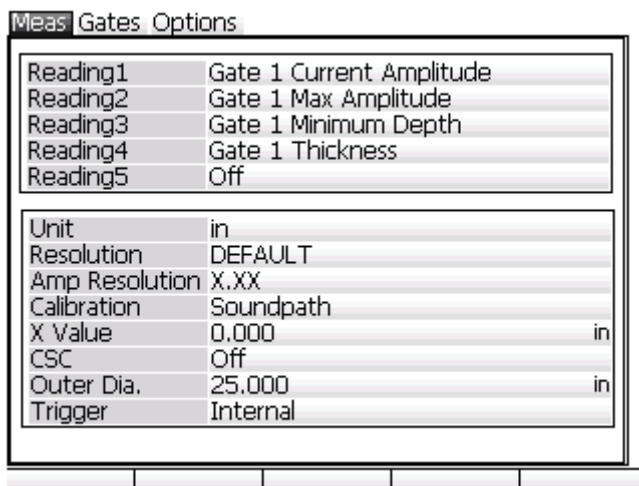 Meas Gates Options
Reading1 Gate 1 Current Amplitude
Reading2 Gate 1 Max Amplitude
Reading3 Gate 1 Minimum Depth
Reading4 Gate 1 Thickness
Reading5 Off
Unit in
Resolution DEFAULT
Amp Resolution X.XX
Calibration Soundpath
X Value 0.000 in
CSC Off
Outer Dia. 25.000 in
Trigger Internal